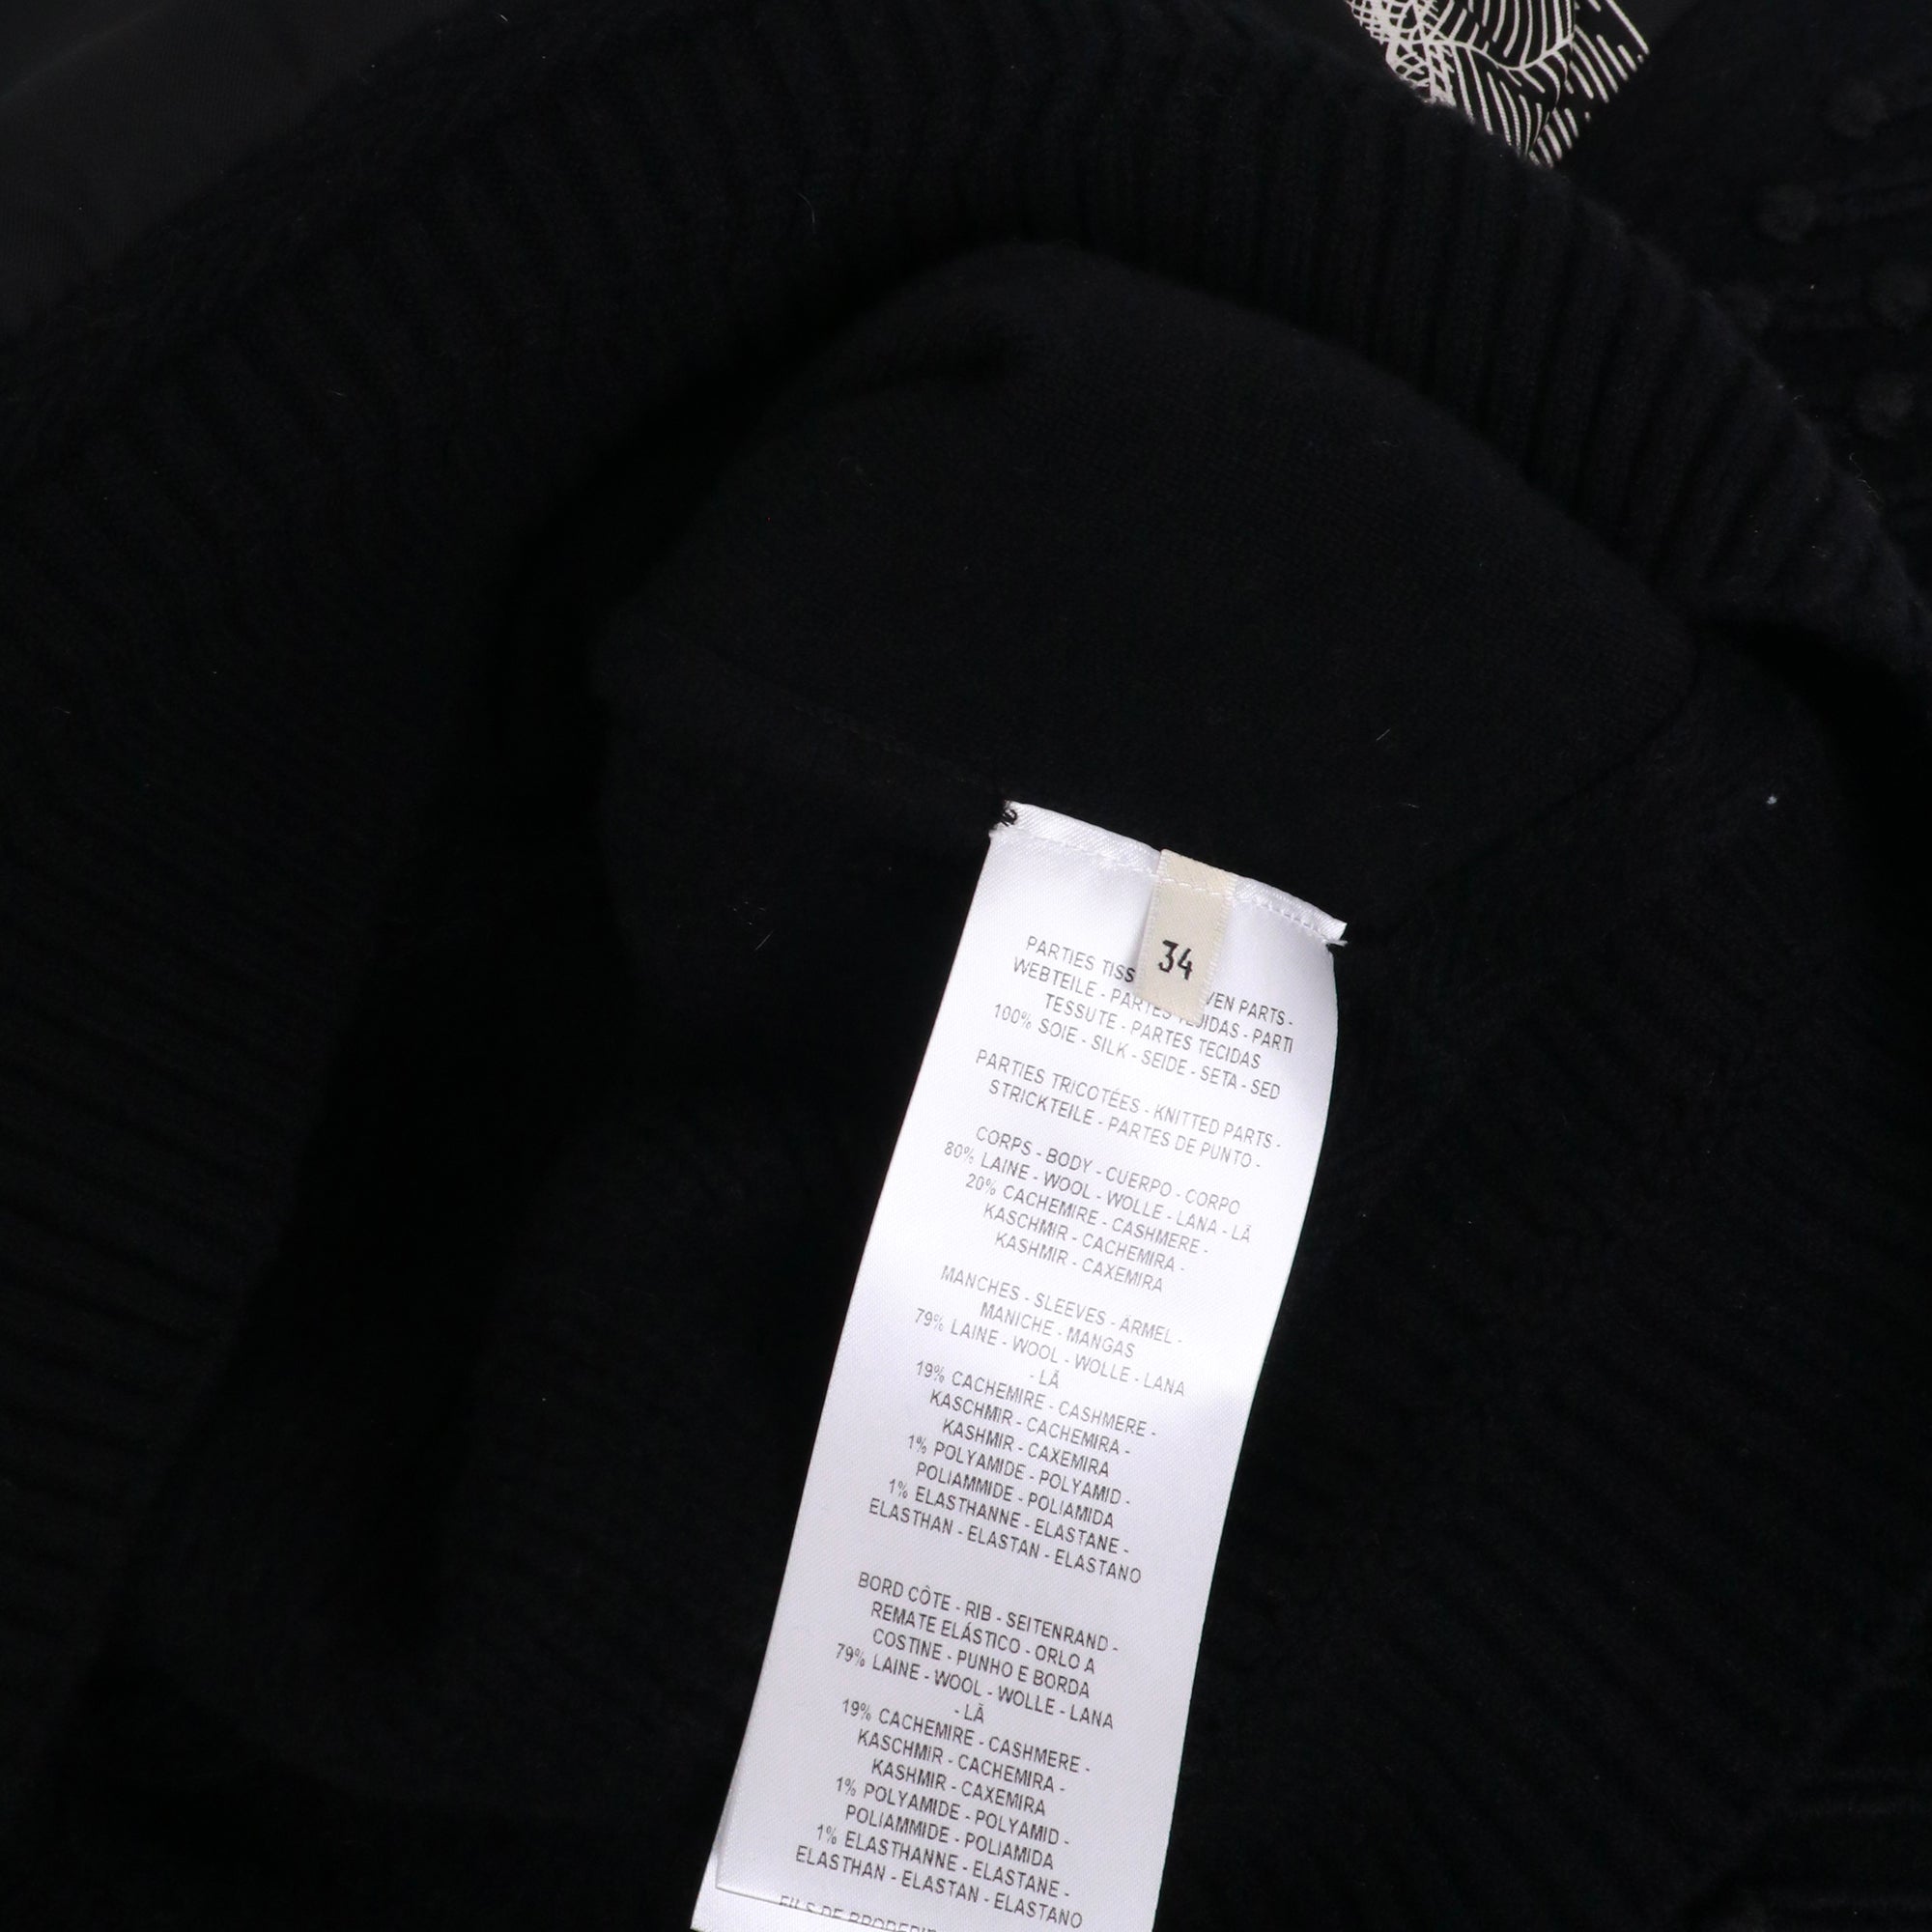 34
PARTIES TISS VEN PARTS -
WEBTEILE - PARTES TEJIDAS - PARTI
TESSUTE - PARTES TECIDAS
100% SOIE - SILK - SEIDE - SETA - SED
PARTIES TRICOTÉES - KNITTED PARTS -
STRICKTEILE - PARTES DE PUNTO -
CORPS - BODY - CUERPO - CORPO
80% LAINE - WOOL - WOLLE - LANA - LÃ
20% CACHEMIRE - CASHMERE -
KASCHMIR - CACHEMIRA -
KASHMIR - CAXEMIRA
MANCHES - SLEEVES - ÄRMEL -
MANICHE - MANGAS
79% LAINE - WOOL - WOLLE - LANA
- LÃ
19% CACHEMIRE - CASHMERE -
KASCHMIR - CACHEMIRA -
KASHMIR - CAXEMIRA
1% POLYAMIDE - POLYAMID -
POLIAMMIDE - POLIAMIDA
1% ELASTHANNE - ELASTANE -
ELASTHAN - ELASTAN - ELASTANO
BORD CÔTE - RIB - SEITENRAND -
REMATE ELÁSTICO - ORLO A
COSTINE - PUNHO E BORDA
79% LAINE - WOOL - WOLLE - LANA
- LÃ
19% CACHEMIRE - CASHMERE -
KASCHMIR - CACHEMIRA -
KASHMIR - CAXEMIRA
1% POLYAMIDE - POLYAMID -
POLIAMMIDE - POLIAMIDA
1% ELASTHANNE - ELASTANE -
ELASTHAN - ELASTAN - ELASTANO